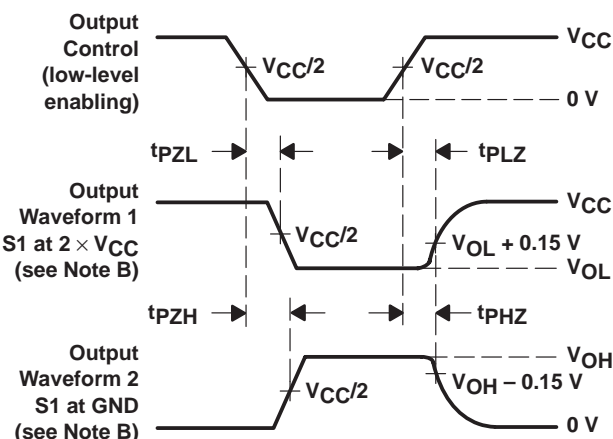 Output
Control
(low-level
enabling)
VCC
VCC/2
VCC/2
0 V
tPZL
tPLZ
Output
Waveform 1
S1 at 2 × VCC
(see Note B)
VCC
VCC/2
VOL + 0.15 V
VOL
tPZH
tPHZ
Output
Waveform 2
S1 at GND
(see Note B)
VOH
VCC/2
VOH – 0.15 V
0 V